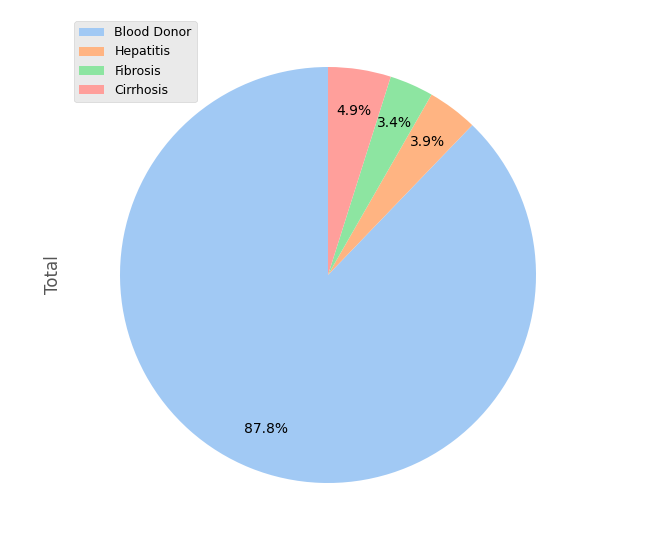 Blood Donor
Hepatitis
Fibrosis
Cirrhosis
4.9%
3.4%
3.9%
Total
87.8%